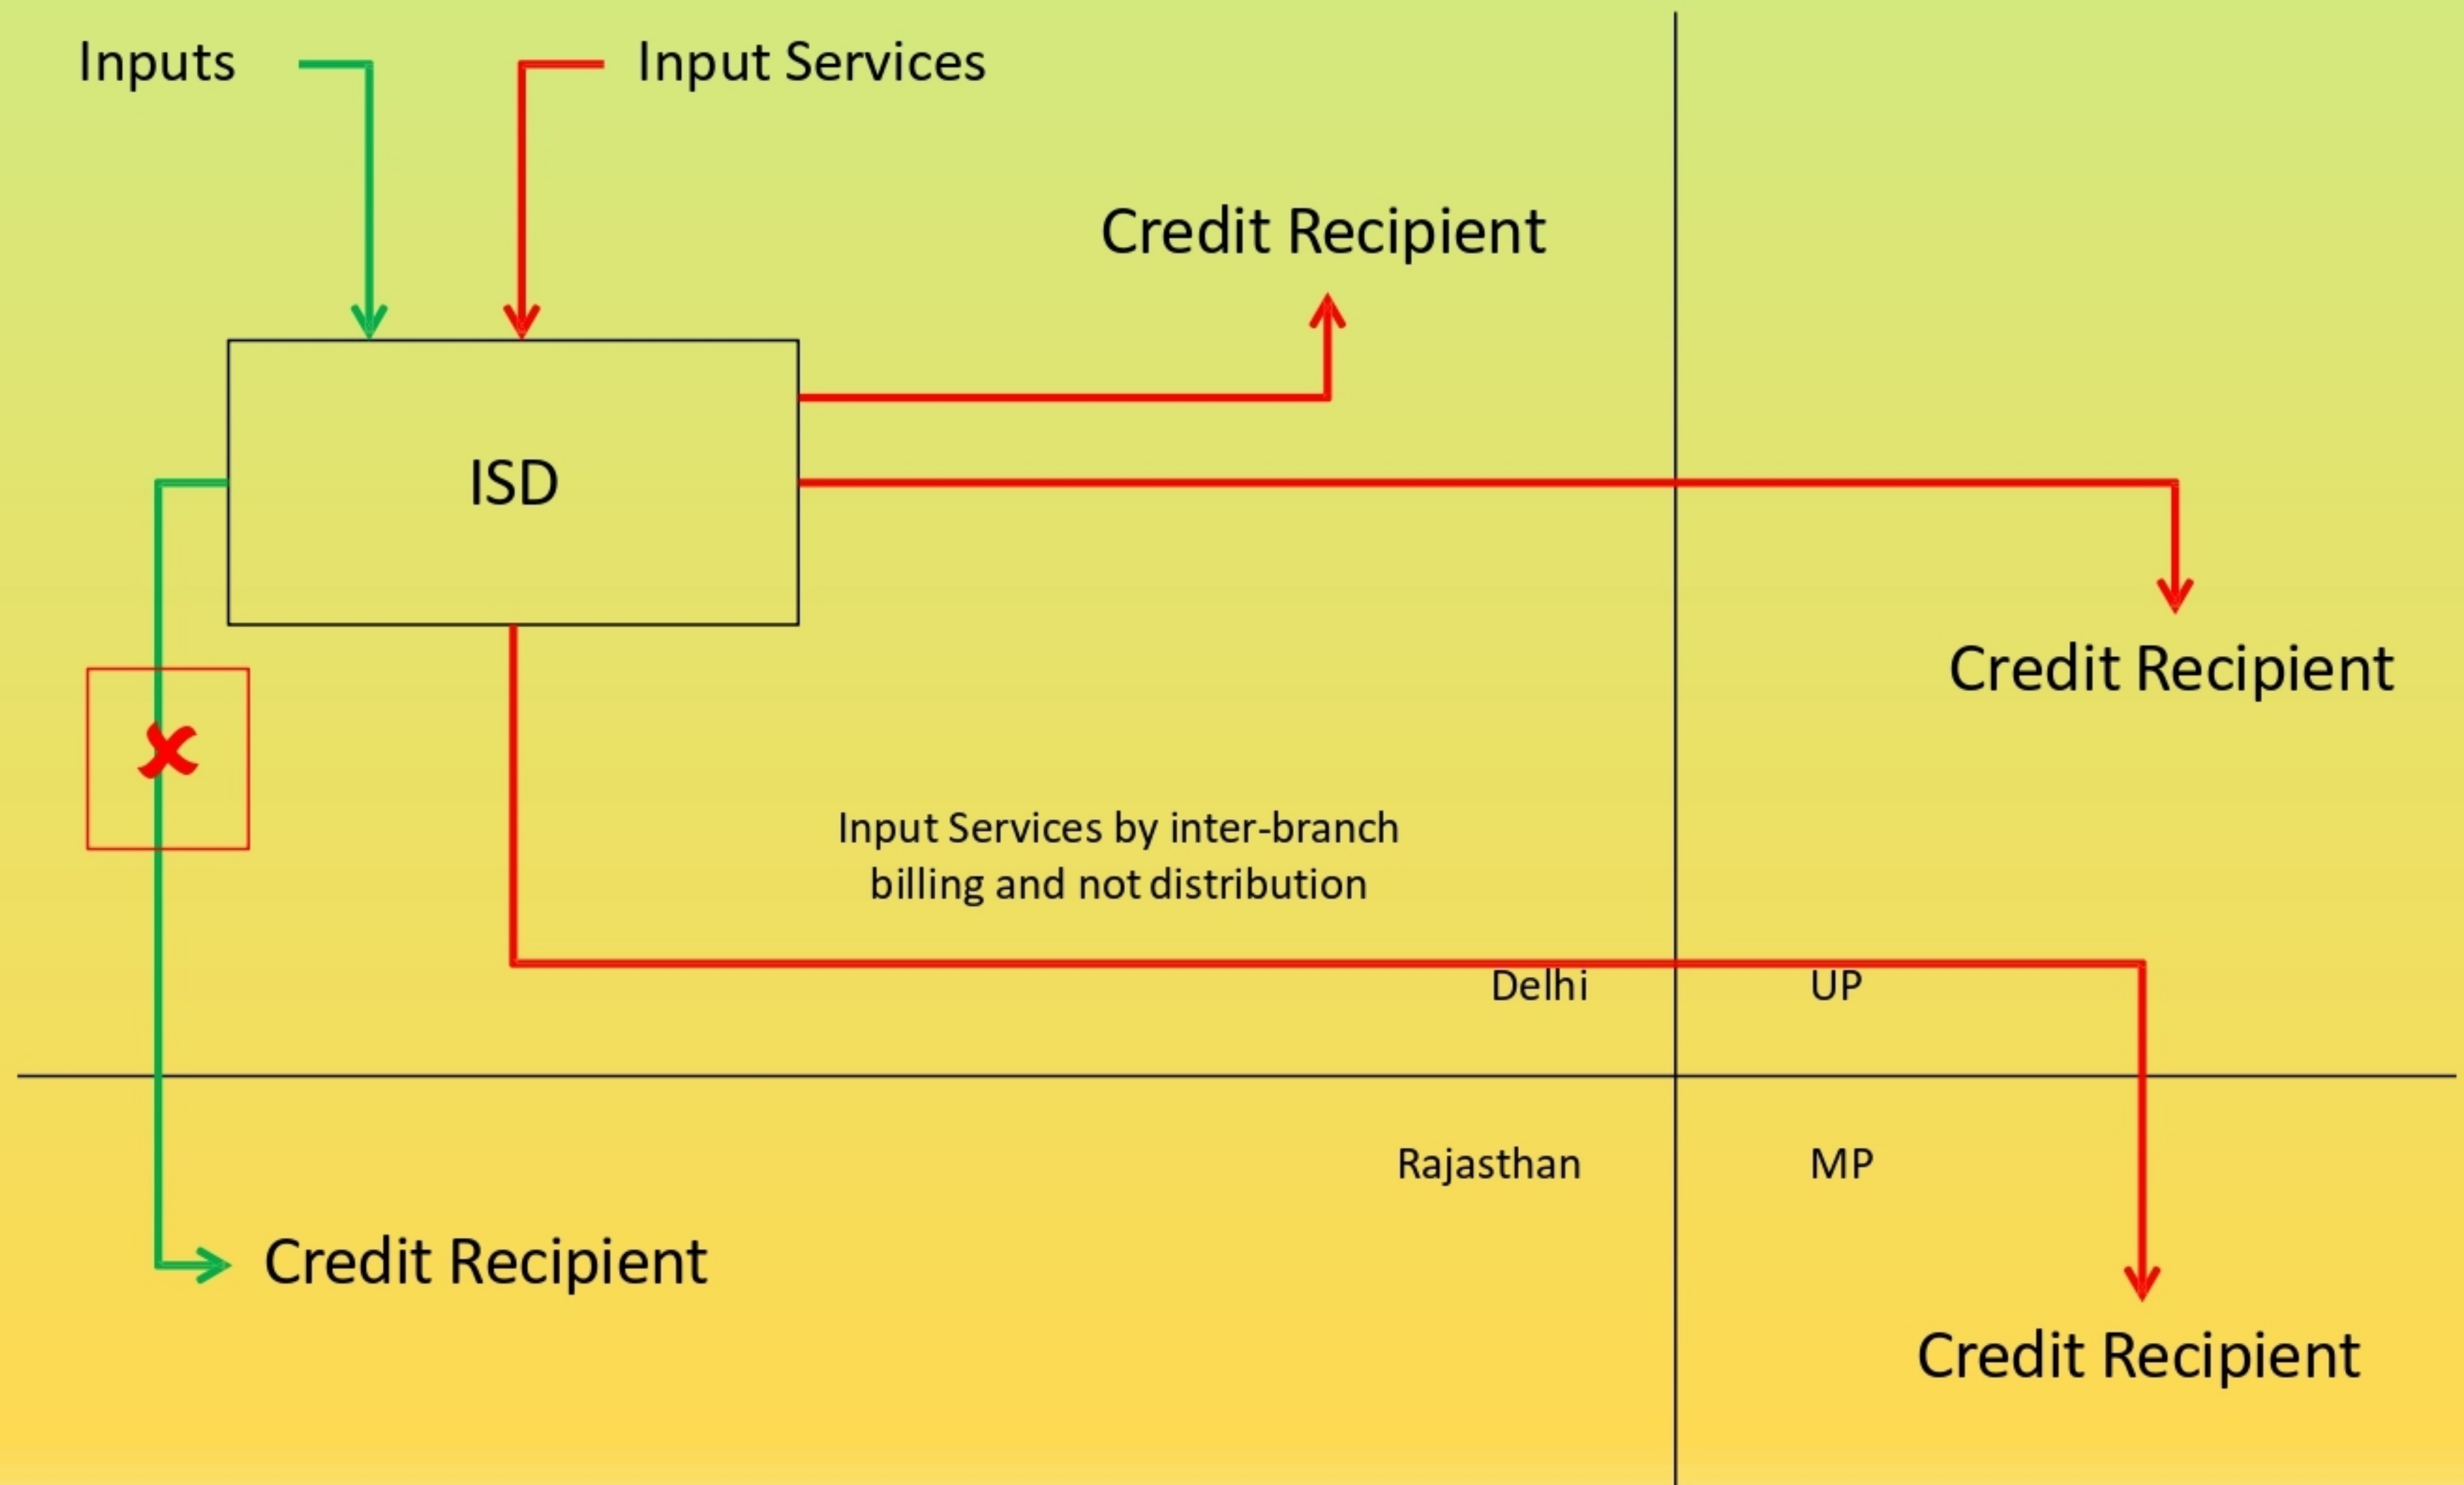 Inputs
Input Services
Credit Recipient
ISD
Credit Recipient
Input Services by inter-branch
billing and not distribution
Delhi
UP
Rajasthan
MP
Credit Recipient
Credit Recipient